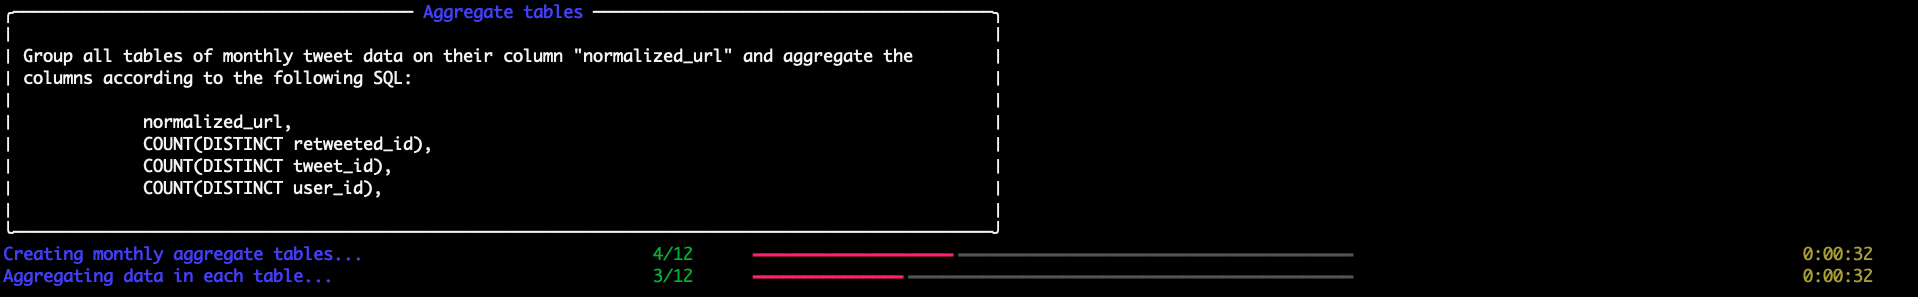 Aggregate tables
Group all tables of monthly tweet data on their column "normalized_url" and aggregate the
columns according to the following SQL:
normalized_url,
COUNT(DISTINCT retweeted_id),
COUNT(DISTINCT tweet_id),
COUNT(DISTINCT user_id),
Creating monthly aggregate tables... 4/12 0:00:32
Aggregating data in each table... 3/12 0:00:32